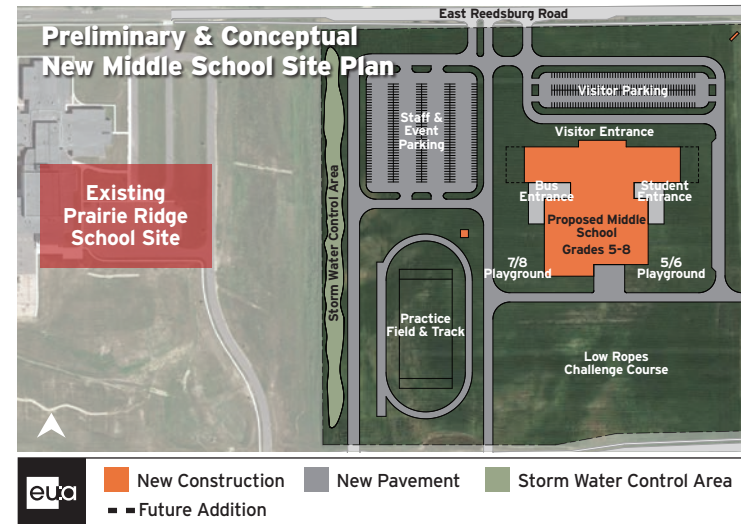 East Reedsburg Road
Preliminary & Conceptual
New Middle School Site Plan
Visitor Parking
Staff &
Event
Parking
Visitor Entrance
Existing
Prairie Ridge
School Site
Storm Water Control Area
Bus
Entrance
Student
Entrance
Proposed Middle
School
Grades 5-8
7/8
Playground
5/6
Playground
Practice
Field & Track
Low Ropes
Challenge Course
eua
New Construction
New Pavement
Storm Water Control Area
Future Addition